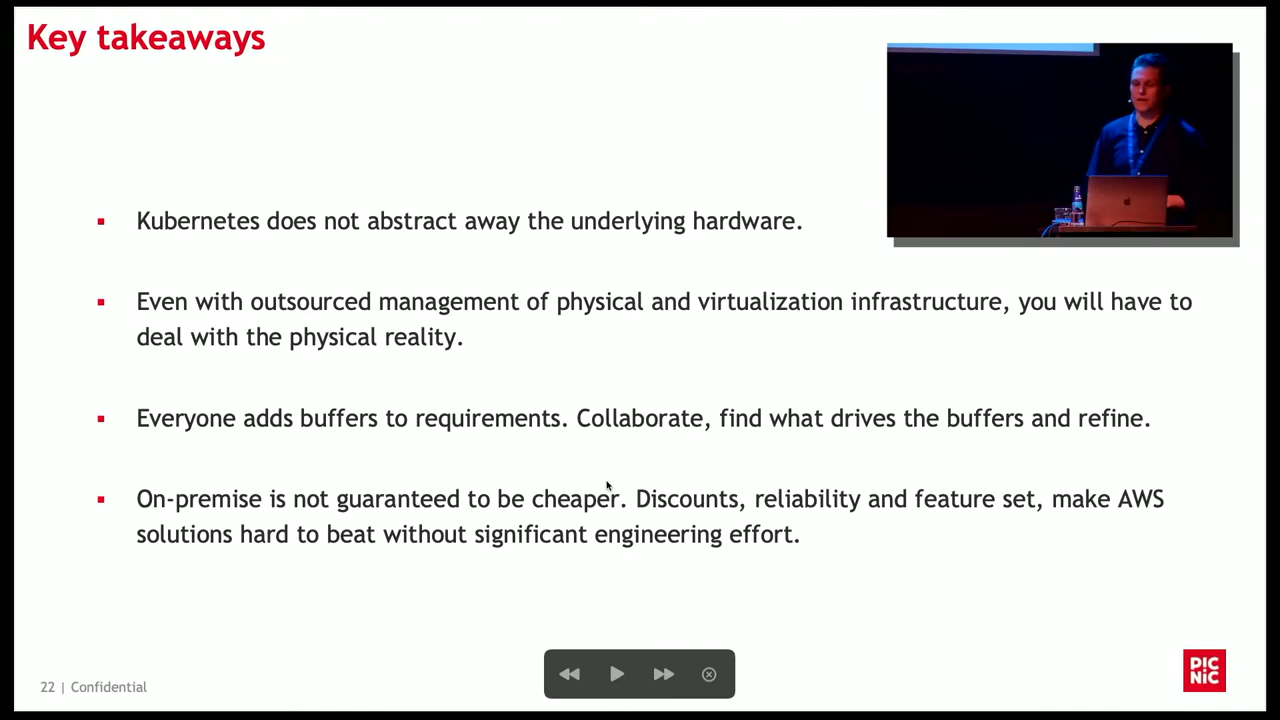 Key takeaways
Kubernetes does not abstract away the underlying hardware.
Even with outsourced management of physical and virtualization infrastructure, you will have to
deal with the physical reality.
Everyone adds buffers to requirements. Collaborate, find what drives the buffers and refine.
On-premise is not guaranteed to be cheaper. Discounts, reliability and feature set, make AWS
solutions hard to beat without significant engineering effort.
22 | Confidential
PIC
NIC